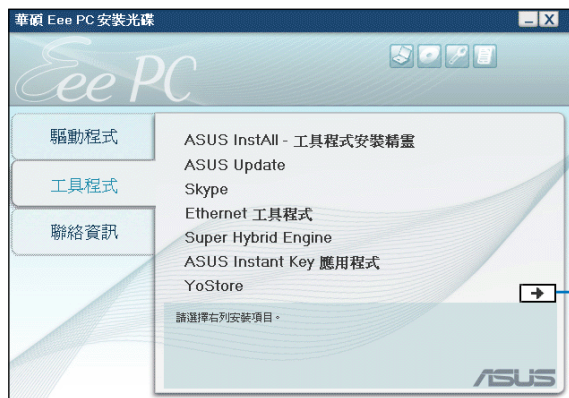 華碩 Eee PC 安裝光碟
Eee PC
驅動程式
工具程式
聯絡資訊
ASUS InstAll - 工具程式安裝精靈
ASUS Update
Skype
Ethernet 工具程式
Super Hybrid Engine
ASUS Instant Key 應用程式
YoStore
請選擇右列安裝項目。
ASUS